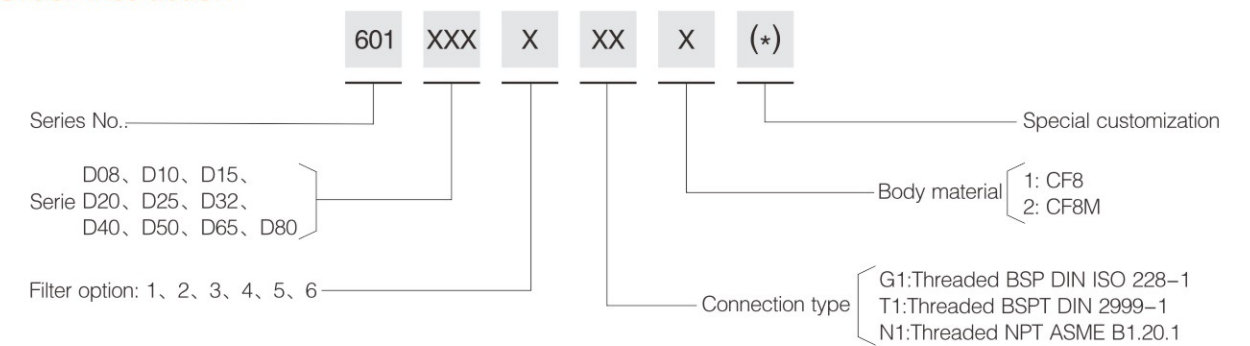 601 XXX X XX X (*)
Series No..
Special customization
D08、D10、D15、
Serie D20、D25、D32、
D40、D50、D65、D80
Body material
1: CF8
2: CF8M
Filter option: 1、2、3、4、5、6
Connection type
G1:Threaded BSP DIN ISO 228–1
T1:Threaded BSPT DIN 2999–1
N1:Threaded NPT ASME B1.20.1